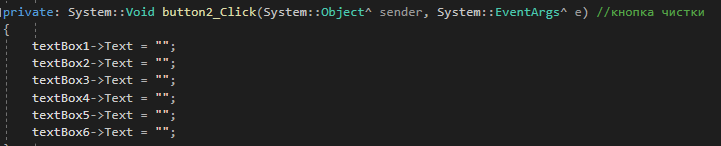 private: System::Void button2_Click(System::Object^ sender, System::EventArgs^ e) //кнопка чистки
{
textBox1->Text = "";
textBox2->Text = "";
textBox3->Text = "";
textBox4->Text = "";
textBox5->Text = "";
textBox6->Text = "";